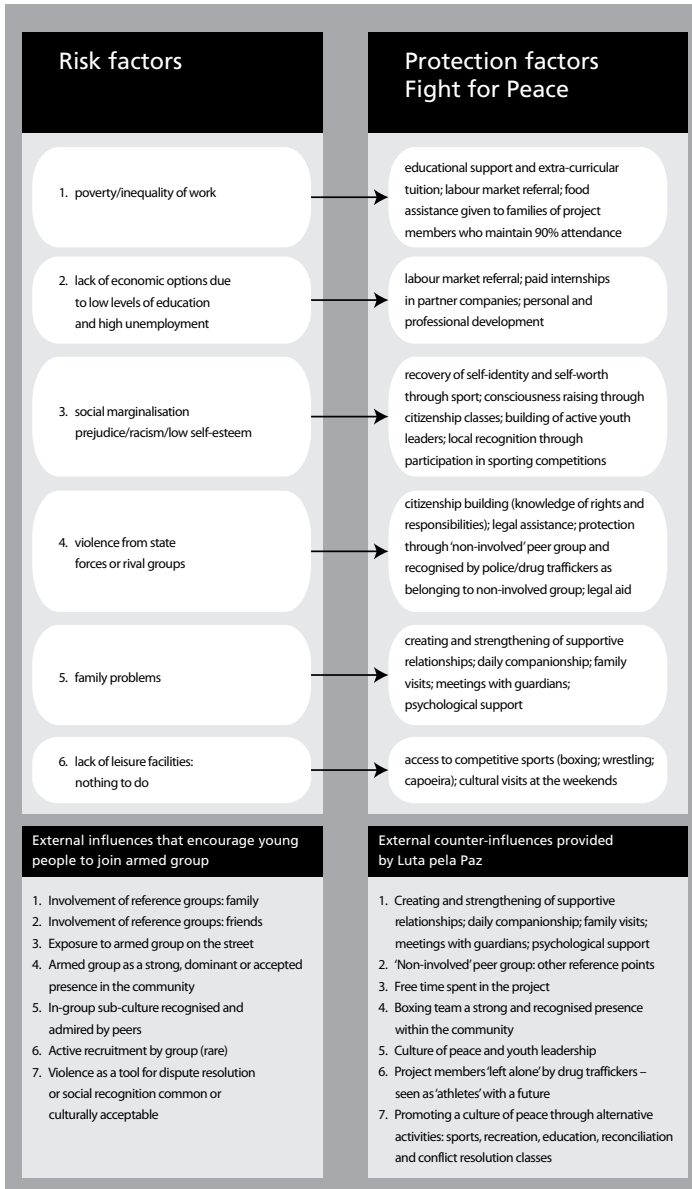 Risk factors
Protection factors
Fight for Peace
1. poverty/inequality of work
educational support and extra-curricular
tuition; labour market referral; food
assistance given to families of project
members who maintain 90% attendance
2. lack of economic options due
to low levels of education
and high unemployment
labour market referral; paid internships
in partner companies; personal and
professional development
3. social marginalisation
prejudice/racism/low self-esteem
recovery of self-identity and self-worth
through sport; consciousness raising through
citizenship classes; building of active youth
leaders; local recognition through
participation in sporting competitions
4. violence from state
forces or rival groups
citizenship building (knowledge of rights and
responsibilities); legal assistance; protection
through ‘non-involved’ peer group and
recognised by police/drug traffickers as
belonging to non-involved group; legal aid
5. family problems
creating and strengthening of supportive
relationships; daily companionship; family
visits; meetings with guardians;
psychological support
6. lack of leisure facilities:
nothing to do
access to competitive sports (boxing; wrestling;
capoeira); cultural visits at the weekends
External influences that encourage young
people to join armed group
1. Involvement of reference groups: family
2. Involvement of reference groups: friends
3. Exposure to armed group on the street
4. Armed group as a strong, dominant or accepted
presence in the community
5. In-group sub-culture recognised and
admired by peers
6. Active recruitment by group (rare)
7. Violence as a tool for dispute resolution
or social recognition common or
culturally acceptable
External counter-influences provided
by Luta pela Paz
1. Creating and strengthening of supportive
relationships; daily companionship; family visits;
meetings with guardians; psychological support
2. ‘Non-involved’ peer group: other reference points
3. Free time spent in the project
4. Boxing team a strong and recognised presence
within the community
5. Culture of peace and youth leadership
6. Project members ‘left alone’ by drug traffickers –
seen as ‘athletes’ with a future
7. Promoting a culture of peace through alternative
activities: sports, recreation, education, reconciliation
and conflict resolution classes